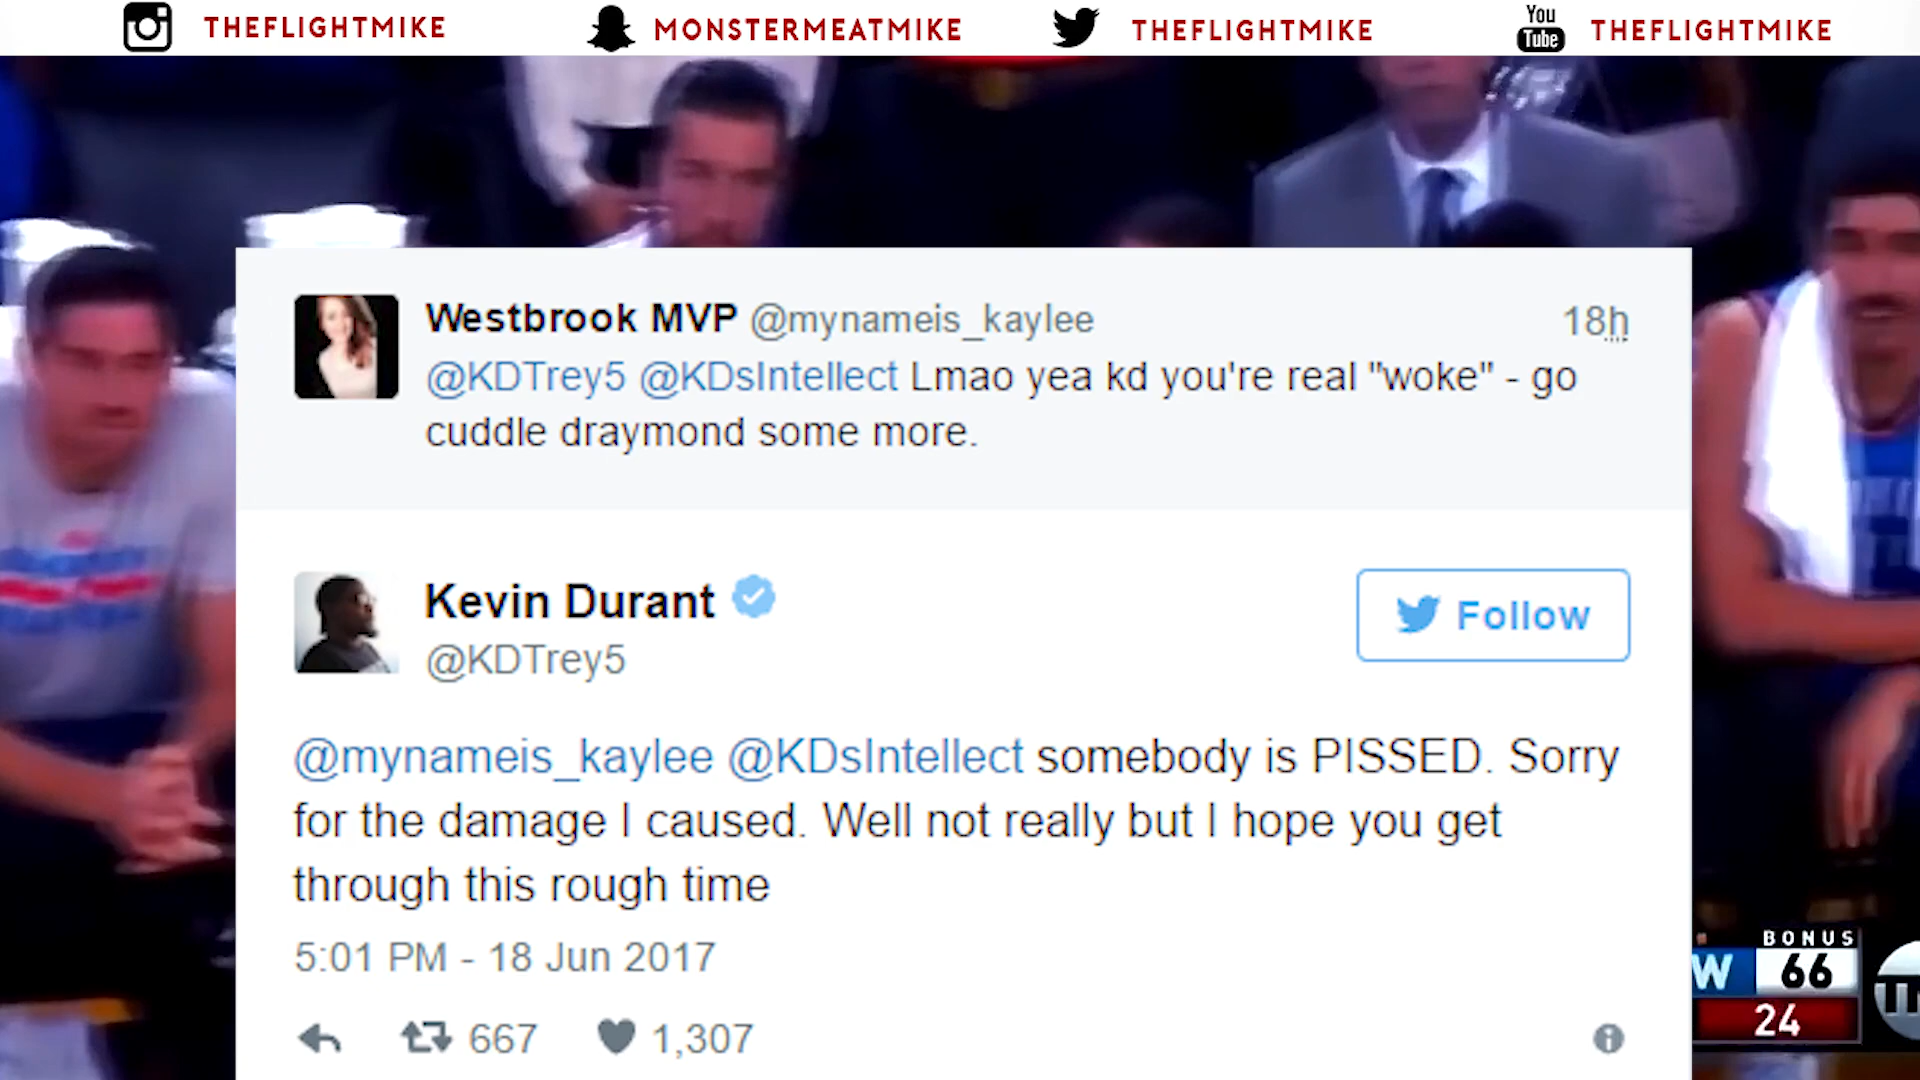 THEFLIGHTMIKE MONSTERMEATMIKE THEFLIGHTMIKE You Tube THEFLIGHTMIKE
Westbrook MVP @mynameis_kaylee 18h
@KDTrey5 @KDsIntellect Lmao yea kd you're real "woke" - go
cuddle draymond some more.
Kevin Durant
@KDTrey5
Follow
@mynameis_kaylee @KDsIntellect somebody is PISSED. Sorry
for the damage I caused. Well not really but I hope you get
through this rough time
5:01 PM - 18 Jun 2017
667 1,307
BONUS
W 66
24